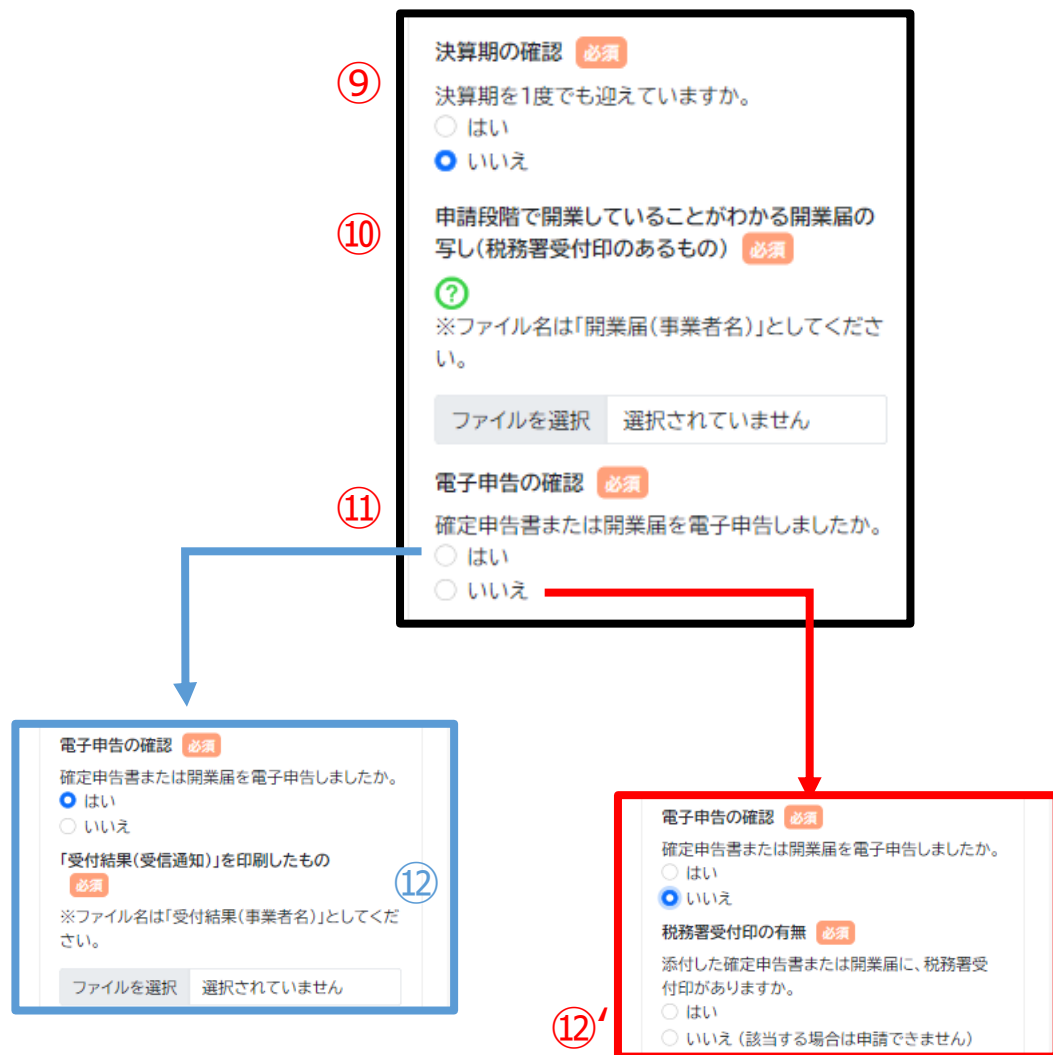 ⑨
決算期の確認 必須
決算期を1度でも迎えていますか。
はい
いいえ
⑩
申請段階で開業していることがわかる開業届の
写し(税務署受付印のあるもの) 必須
?
※ファイル名は「開業届(事業者名)」としてくださ
い。
ファイルを選択 選択されていません
⑪
電子申告の確認 必須
確定申告書または開業届を電子申告しましたか。
はい
いいえ
電子申告の確認 必須
確定申告書または開業届を電子申告しましたか。
はい
いいえ
「受付結果(受信通知)」を印刷したもの
必須
⑫
※ファイル名は「受付結果(事業者名)」としてくだ
さい。
ファイルを選択 選択されていません
電子申告の確認 必須
確定申告書または開業届を電子申告しましたか。
はい
いいえ
税務署受付印の有無 必須
添付した確定申告書または開業届に、税務署受
付印がありますか。
はい
いいえ (該当する場合は申請できません)
⑫‘